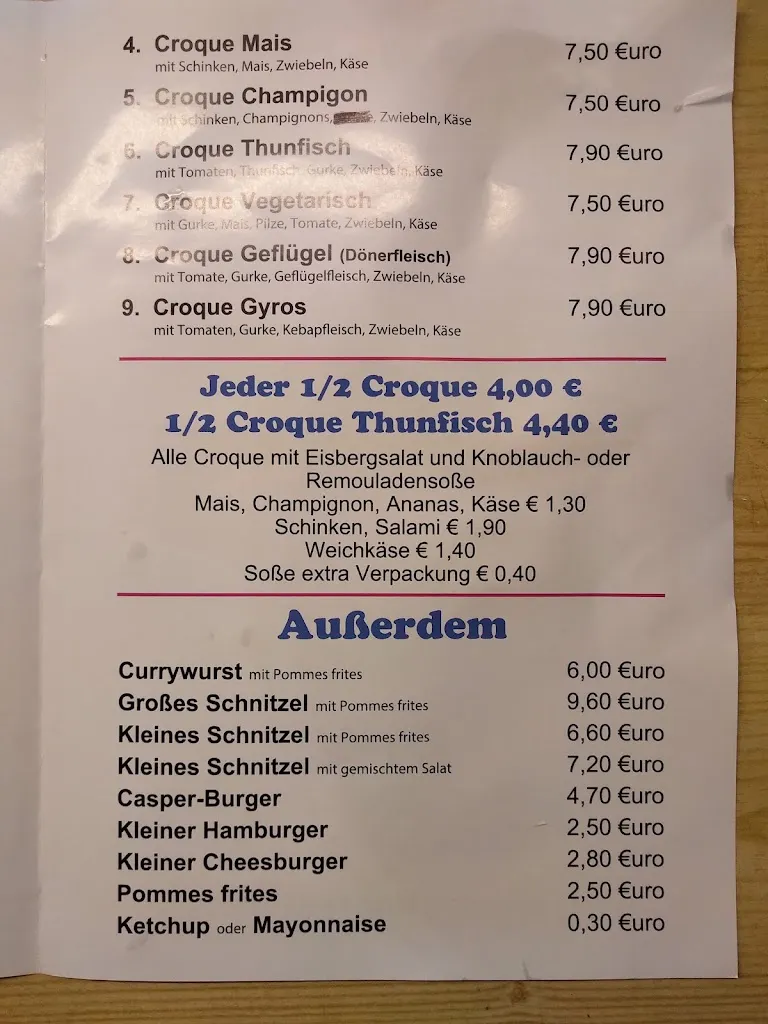 4. Croque Mais 7,50 €uro
mit Schinken, Mais, Zwiebeln, Käse
5. Croque Champigon 7,50 €uro
mit Schinken, Champignons, Zwiebeln, Käse
6. Croque Thunfisch 7,90 €uro
mit Tomaten, Thunfisch, Gurke, Zwiebeln, Käse
7. Croque Vegetarisch 7,50 €uro
mit Gurke, Mais, Pilze, Tomate, Zwiebeln, Käse
8. Croque Geflügel (Dönerfleisch) 7,90 €uro
mit Tomate, Gurke, Geflügelfleisch, Zwiebeln, Käse
9. Croque Gyros 7,90 €uro
mit Tomaten, Gurke, Kebapfleisch, Zwiebeln, Käse
Jeder 1/2 Croque 4,00 €
1/2 Croque Thunfisch 4,40 €
Alle Croque mit Eisbergsalat und Knoblauch- oder
Remouladensoße
Mais, Champignon, Ananas, Käse € 1,30
Schinken, Salami € 1,90
Weichkäse € 1,40
Soße extra Verpackung € 0,40
Außerdem
Currywurst mit Pommes frites 6,00 €uro
Großes Schnitzel mit Pommes frites 9,60 €uro
Kleines Schnitzel mit Pommes frites 6,60 €uro
Kleines Schnitzel mit gemischtem Salat 7,20 €uro
Casper-Burger 4,70 €uro
Kleiner Hamburger 2,50 €uro
Kleiner Cheesburger 2,80 €uro
Pommes frites 2,50 €uro
Ketchup oder Mayonnaise 0,30 €uro